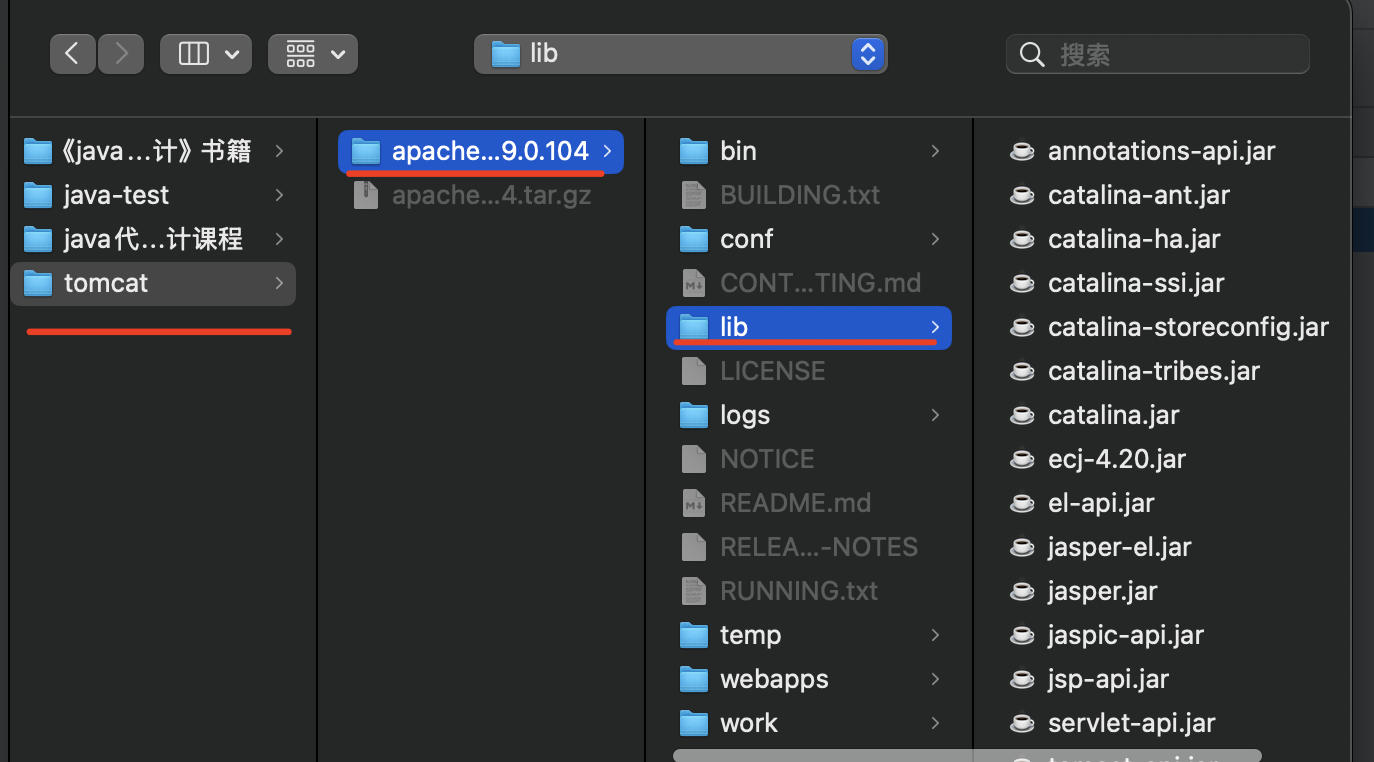 lib
搜索
《java...计》书籍
java-test
java代...计课程
tomcat
apache...9.0.104
apache...4.tar.gz
bin
BUILDING.txt
conf
CONT...TING.md
lib
LICENSE
logs
NOTICE
README.md
RELEA...-NOTES
RUNNING.txt
temp
webapps
work
annotations-api.jar
catalina-ant.jar
catalina-ha.jar
catalina-ssi.jar
catalina-storeconfig.jar
catalina-tribes.jar
catalina.jar
ecj-4.20.jar
el-api.jar
jasper-el.jar
jasper.jar
jaspic-api.jar
jsp-api.jar
servlet-api.jar